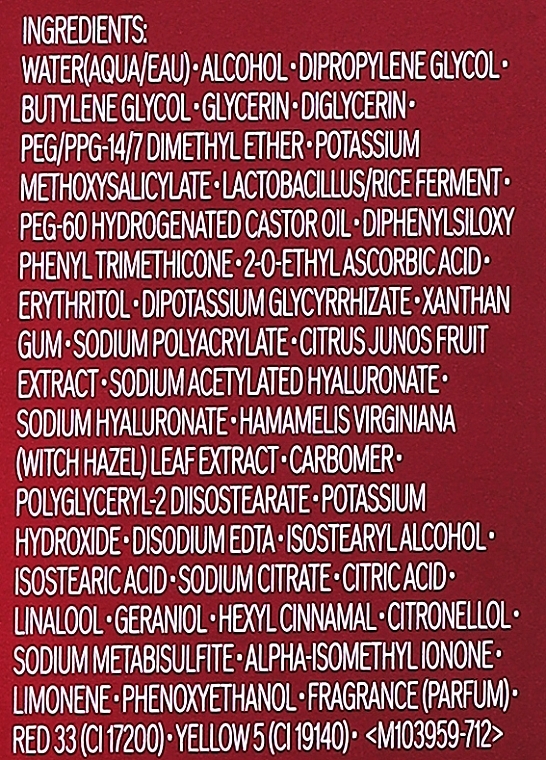 INGREDIENTS:
WATER(AQUA/EAU)・ALCOHOL・DIPROPYLENE GLYCOL・
BUTYLENE GLYCOL・GLYCERIN・DIGLYCERIN・
PEG/PPG-14/7 DIMETHYL ETHER・POTASSIUM
METHOXYSALICYLATE・LACTOBACILLUS/RICE FERMENT・
PEG-60 HYDROGENATED CASTOR OIL・DIPHENYLSILOXY
PHENYL TRIMETHICONE・2-O-ETHYL ASCORBIC ACID・
ERYTHRITOL・DIPOTASSIUM GLYCYRRHIZATE・XANTHAN
GUM・SODIUM POLYACRYLATE・CITRUS JUNOS FRUIT
EXTRACT・SODIUM ACETYLATED HYALURONATE・
SODIUM HYALURONATE・HAMAMELIS VIRGINIANA
(WITCH HAZEL) LEAF EXTRACT・CARBOMER・
POLYGLYCERYL-2 DIISOSTEARATE・POTASSIUM
HYDROXIDE・DISODIUM EDTA・ISOSTEARYL ALCOHOL・
ISOSTEARIC ACID・SODIUM CITRATE・CITRIC ACID・
LINALOOL・GERANIOL・HEXYL CINNAMAL・CITRONELLOL・
SODIUM METABISULFITE・ALPHA-ISOMETHYL IONONE・
LIMONENE・PHENOXYETHANOL・FRAGRANCE (PARFUM)・
RED 33 (CI 17200)・YELLOW 5 (CI 19140)・ <M103959-712>